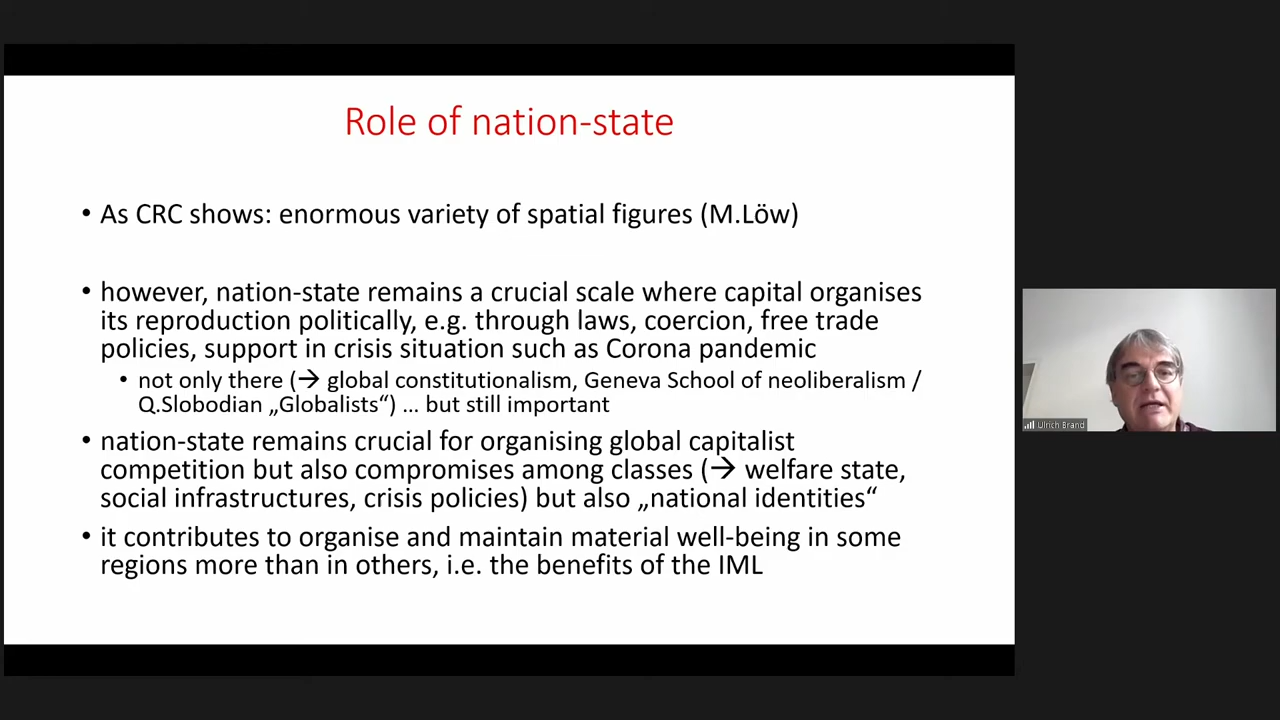 Role of nation-state
• As CRC shows: enormous variety of spatial figures (M.Löw)
• however, nation-state remains a crucial scale where capital organises
its reproduction politically, e.g. through laws, coercion, free trade
policies, support in crisis situation such as Corona pandemic
• not only there (→ global constitutionalism, Geneva School of neoliberalism /
Q.Slobodian „Globalists“) … but still important
• nation-state remains crucial for organising global capitalist
competition but also compromises among classes (→ welfare state,
social infrastructures, crisis policies) but also „national identities“
• it contributes to organise and maintain material well-being in some
regions more than in others, i.e. the benefits of the IML
Ulrich Brand